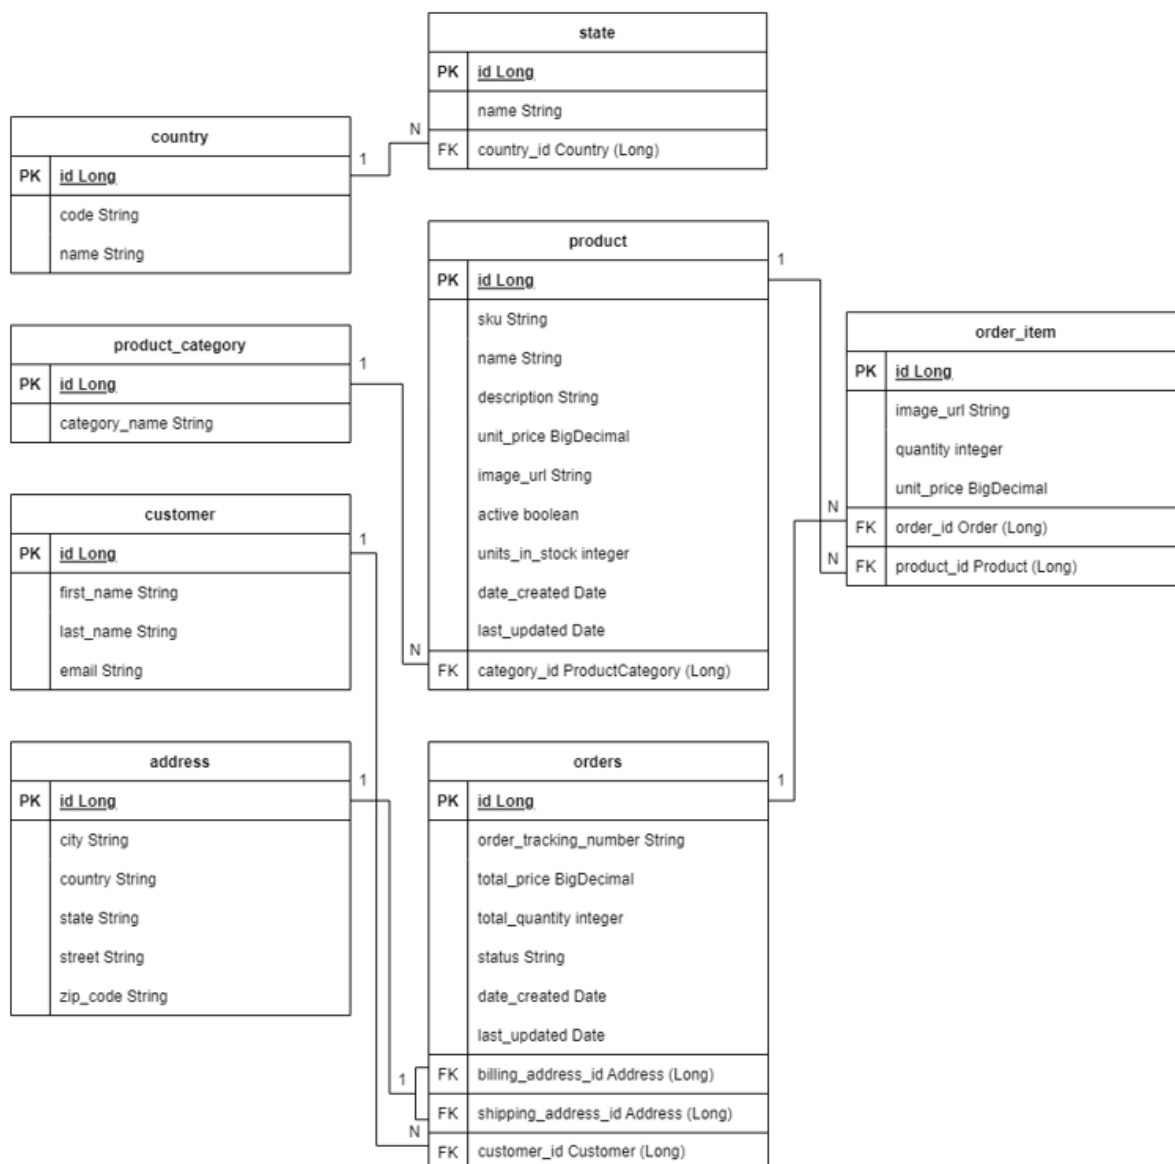 state
PK id Long
name String
FK country_id Country (Long)
N
1
country
PK id Long
code String
name String
product
PK id Long
sku String
name String
description String
unit_price BigDecimal
image_url String
active boolean
units_in_stock integer
date_created Date
last_updated Date
FK category_id ProductCategory (Long)
1
N
product_category
PK id Long
category_name String
1
order_item
PK id Long
image_url String
quantity integer
unit_price BigDecimal
FK order_id Order (Long)
FK product_id Product (Long)
N
N
customer
PK id Long
first_name String
last_name String
email String
1
address
PK id Long
city String
country String
state String
street String
zip_code String
1
orders
PK id Long
order_tracking_number String
total_price BigDecimal
total_quantity integer
status String
date_created Date
last_updated Date
FK billing_address_id Address (Long)
FK shipping_address_id Address (Long)
FK customer_id Customer (Long)
1
1
N